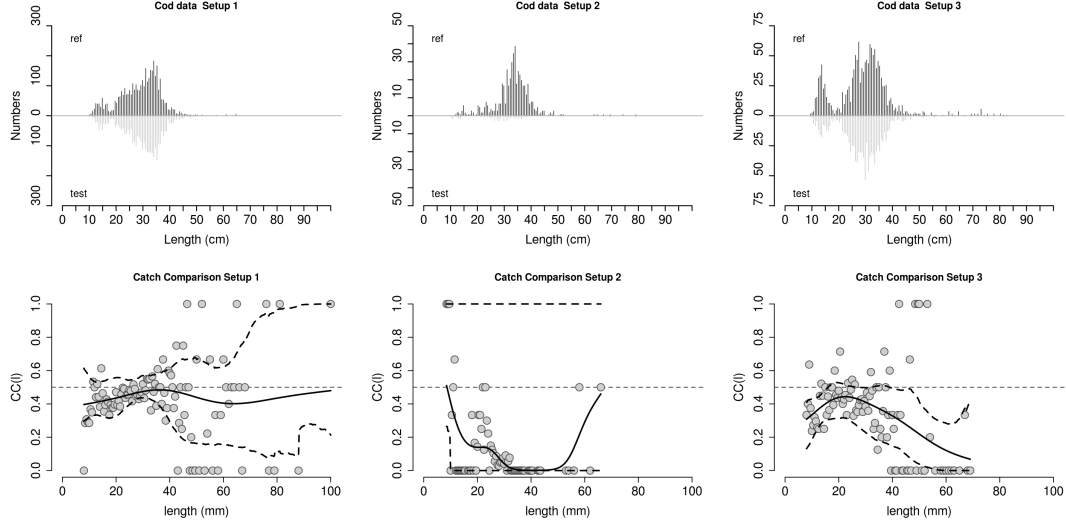 Cod data Setup 1
Cod data Setup 2
Cod data Setup 3
ref
ref
ref
test
test
test
Numbers
Numbers
Numbers
300
100
0
100
300
50
30
10
10
30
50
75
50
25
0
25
50
75
0 10 20 30 40 50 60 70 80 90
0 10 20 30 40 50 60 70 80 90
0 10 20 30 40 50 60 70 80 90
Length (cm)
Length (cm)
Length (cm)
Catch Comparison Setup 1
Catch Comparison Setup 2
Catch Comparison Setup 3
CC(l)
CC(l)
CC(l)
1.0
0.8
0.6
0.4
0.2
0.0
1.0
0.8
0.6
0.4
0.2
0.0
1.0
0.8
0.6
0.4
0.2
0.0
0 20 40 60 80 100
0 20 40 60 80 100
0 20 40 60 80 100
length (mm)
length (mm)
length (mm)